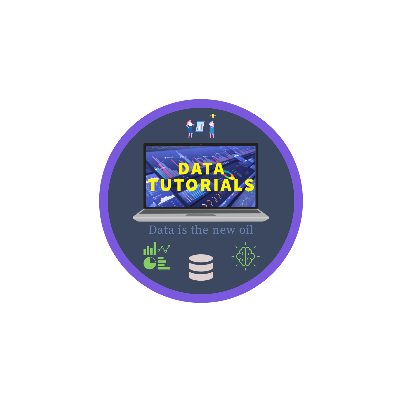 DATA
TUTORIALS
Data is the new oil